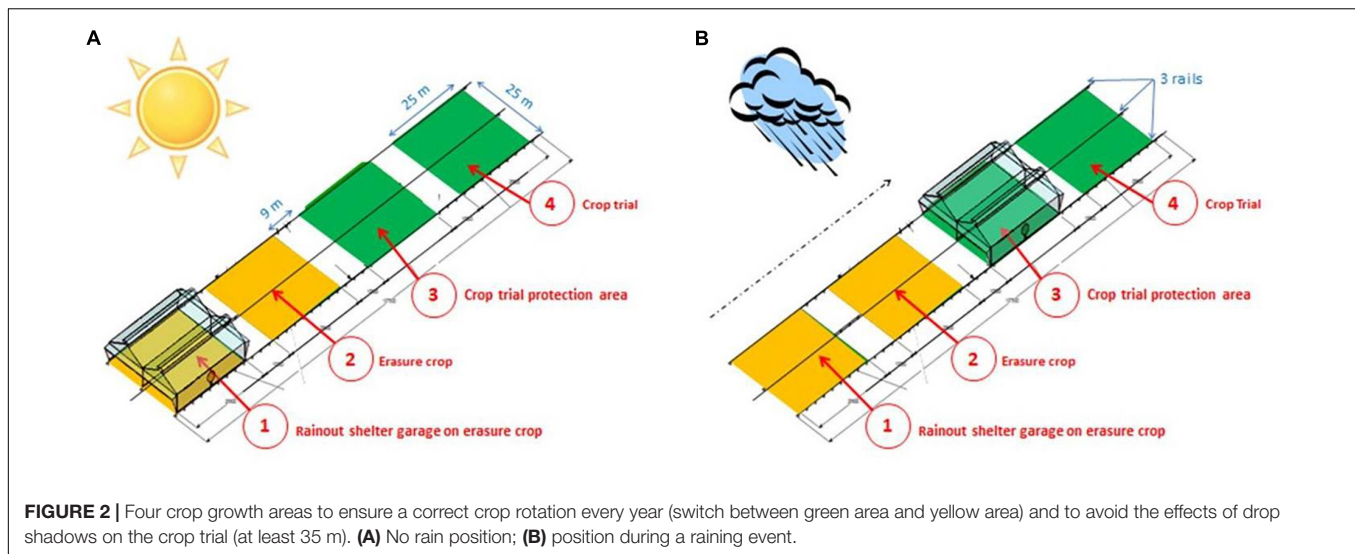 A
B
25 m
25 m
3 rails
9 m
4 Crop trial
3 Crop trial protection area
2 Erasure crop
1 Rainout shelter garage on erasure crop
4 Crop Trial
3 Crop trial protection area
2 Erasure crop
1 Rainout shelter garage on erasure crop
FIGURE 2 | Four crop growth areas to ensure a correct crop rotation every year (switch between green area and yellow area) and to avoid the effects of drop
shadows on the crop trial (at least 35 m). (A) No rain position; (B) position during a raining event.